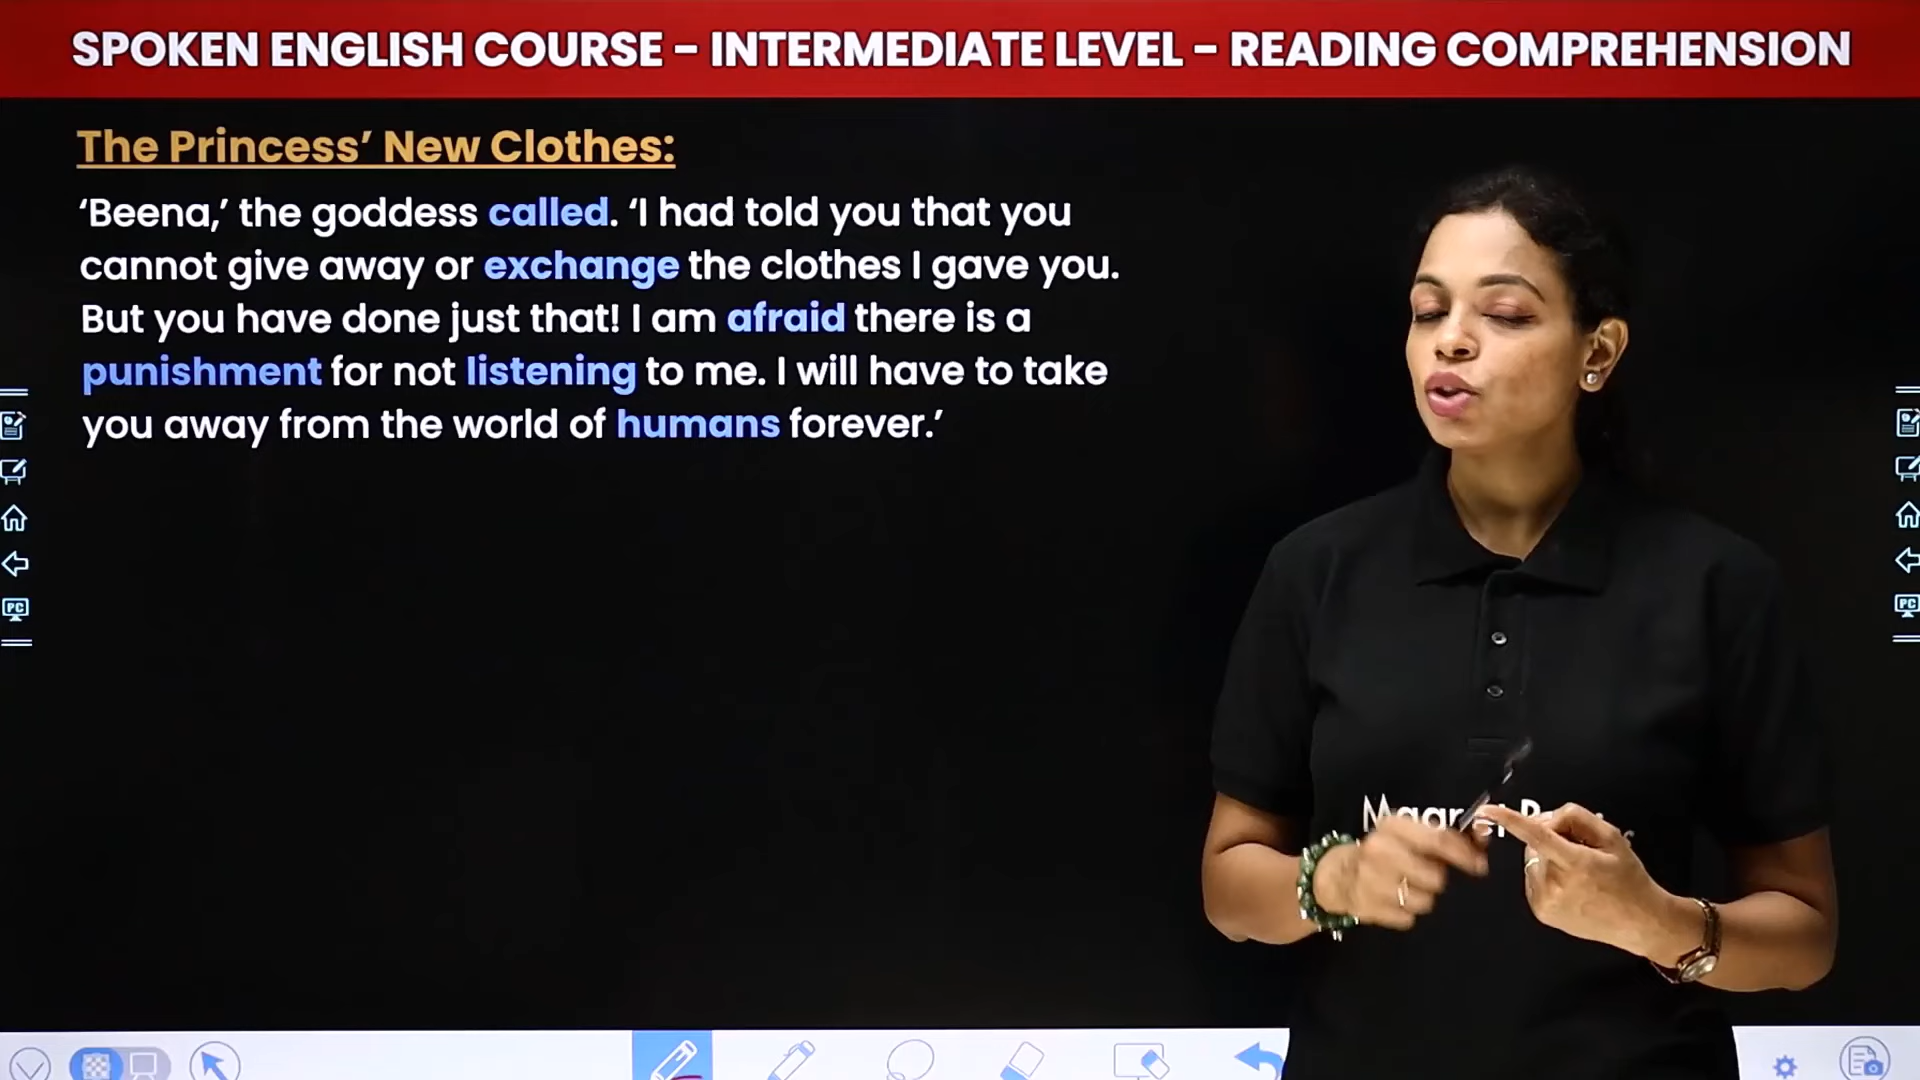 SPOKEN ENGLISH COURSE – INTERMEDIATE LEVEL – READING COMPREHENSION
The Princess’ New Clothes:
‘Beena,’ the goddess called. ‘I had told you that you
cannot give away or exchange the clothes I gave you.
But you have done just that! I am afraid there is a
punishment for not listening to me. I will have to take
you away from the world of humans forever.’
PC
PC